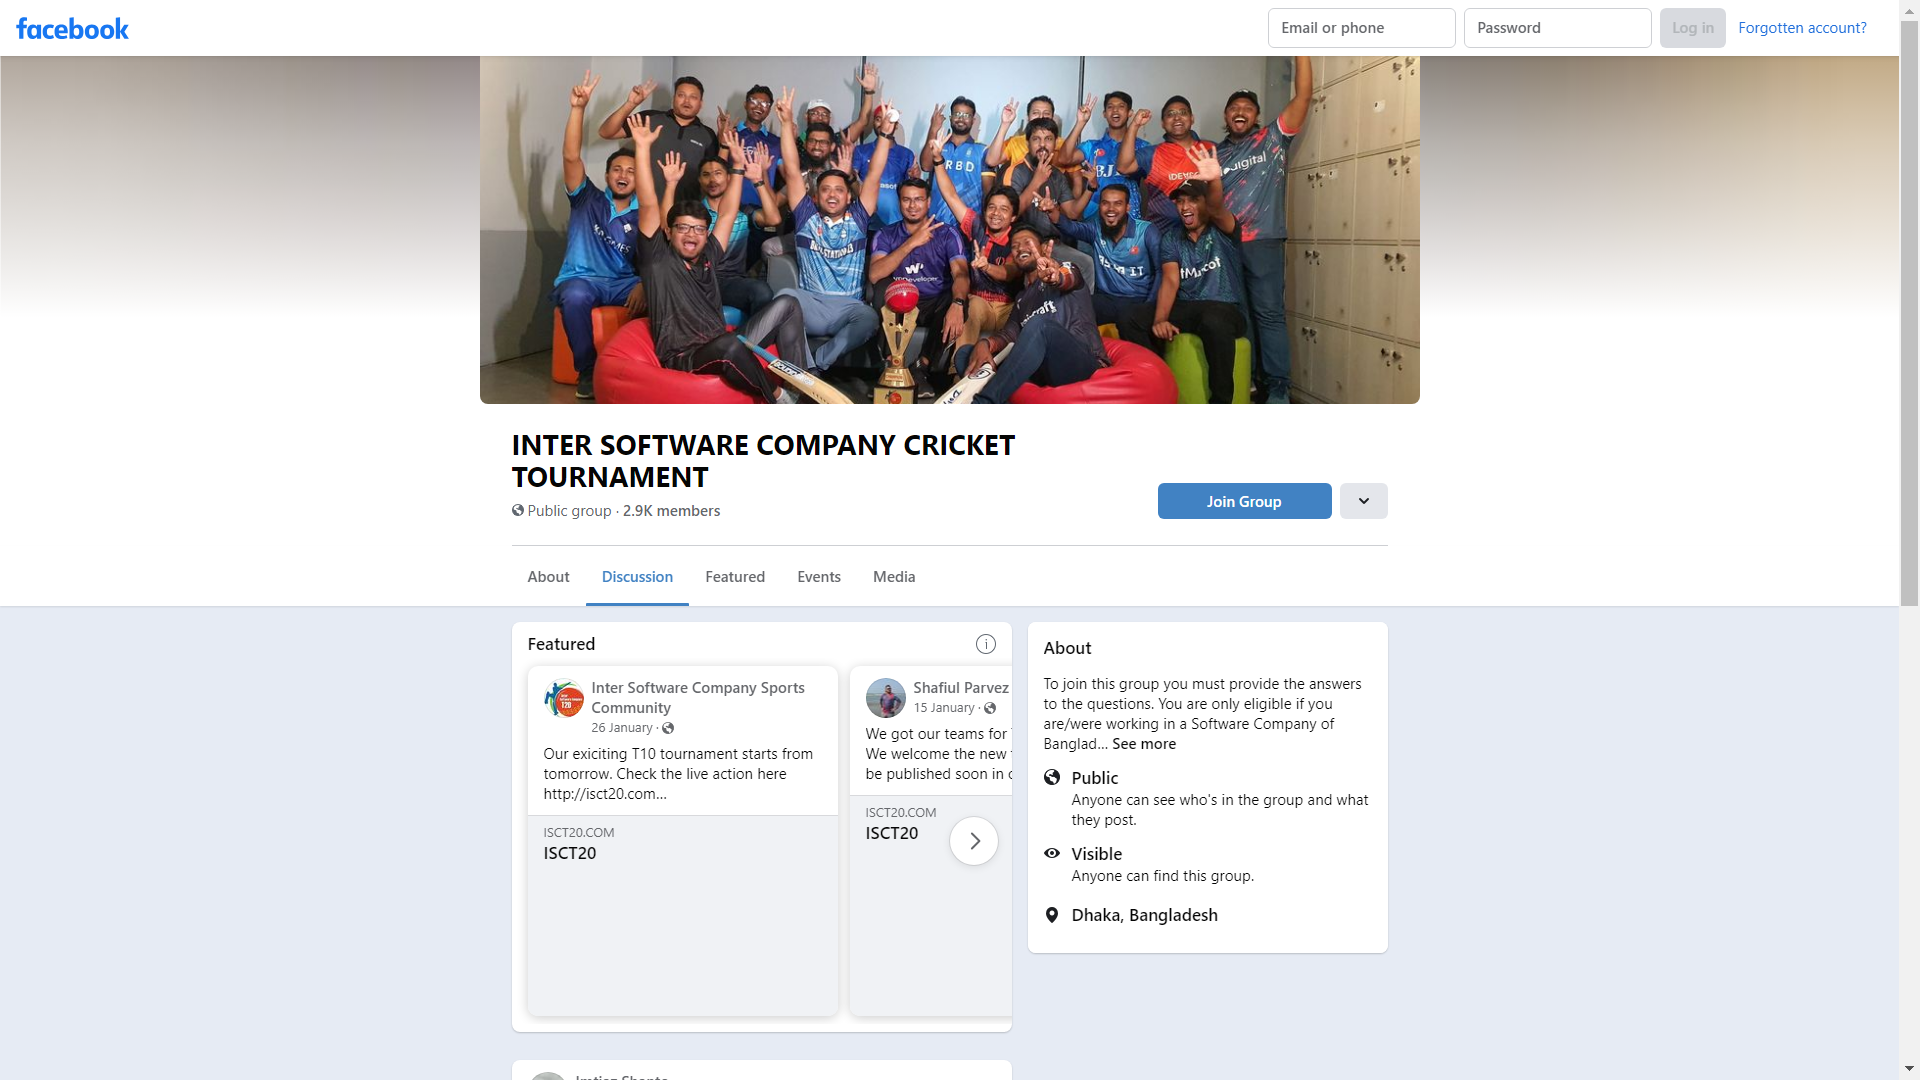 facebook
Email or phone
Password
Log in
Forgotten account?
RBD
BJ
digital
W
Developer
INTER SOFTWARE COMPANY CRICKET
TOURNAMENT
Public group · 2.9K members
Join Group
About
Discussion
Featured
Events
Media
Featured
Inter Software Company Sports
Community
26 January ·
Our exiciting T10 tournament starts from
tomorrow. Check the live action here
http://isct20.com...
ISCT20.COM
ISCT20
Shafiul Parvez
15 January ·
We got our teams for
We welcome the new
be published soon in
ISCT20.COM
ISCT20
About
To join this group you must provide the answers
to the questions. You are only eligible if you
are/were working in a Software Company of
Banglad... See more
Public
Anyone can see who's in the group and what
they post.
Visible
Anyone can find this group.
Dhaka, Bangladesh